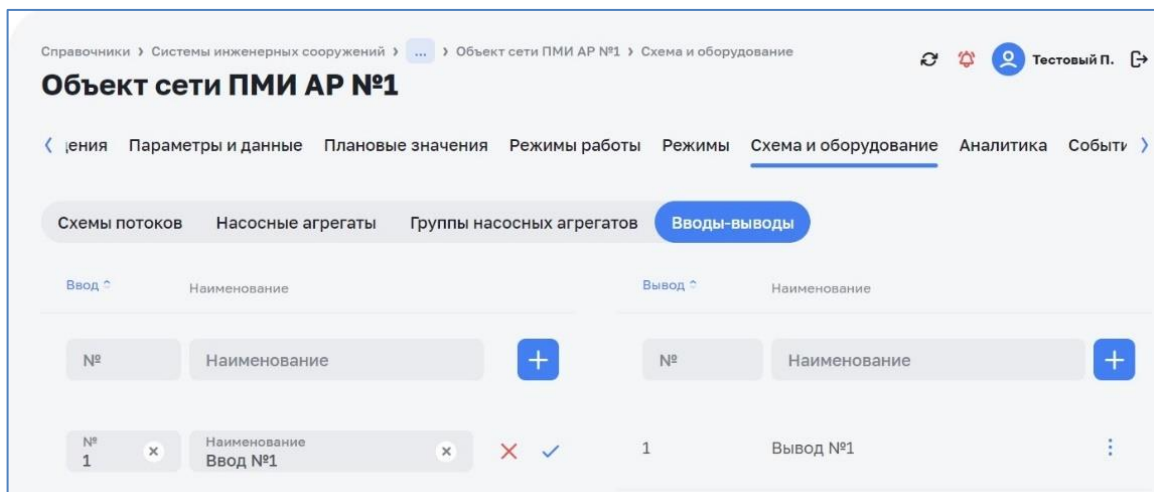 Справочники › Системы инженерных сооружений › ... › Объект сети ПМИ АР №1 › Схема и оборудование
Тестовый П.
Объект сети ПМИ АР №1
ения Параметры и данные Плановые значения Режимы работы Режимы Схема и оборудование Аналитика Событи
Схемы потоков Насосные агрегаты Группы насосных агрегатов Вводы-выводы
Ввод Наименование Вывод Наименование
№ Наименование + № Наименование +
№ Наименование
1 Ввод №1 1 Вывод №1